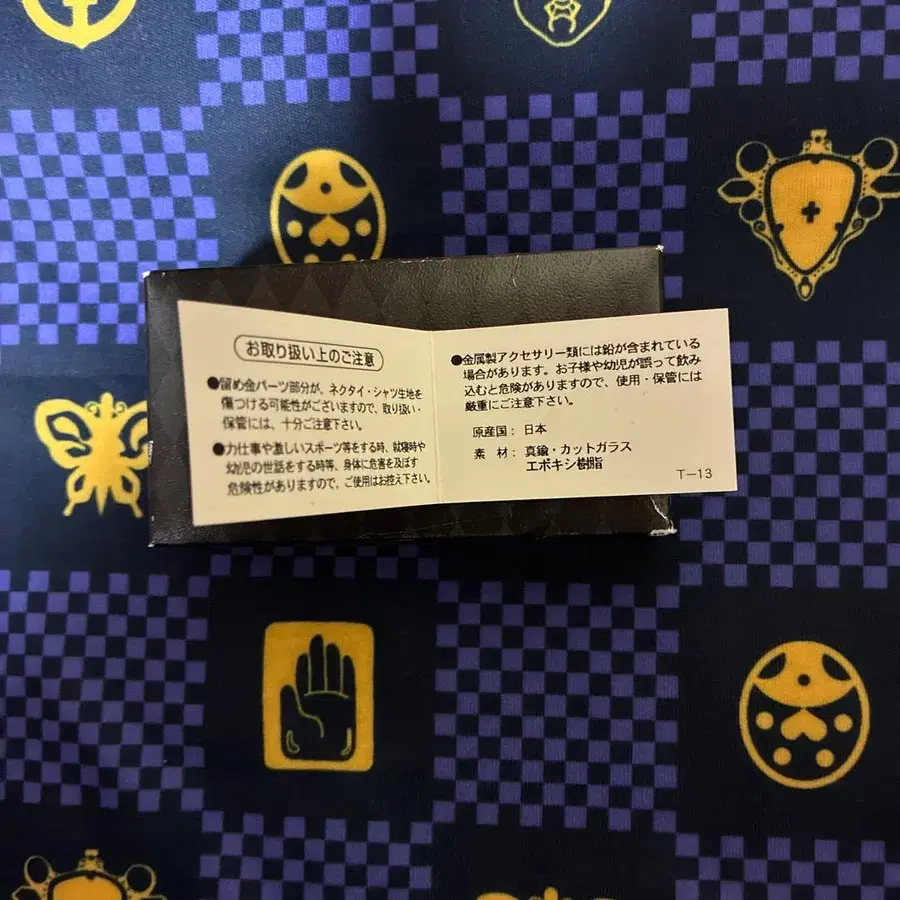 お取り扱い上のご注意
●留め金パーツ部分が、ネクタイ・シャツ生地を
傷つける可能性がございますので、取り扱い・
保管には、十分ご注意下さい。
●力仕事や激しいスポーツ等をする時、就寝時や
幼児の世話をする時等、身体に危害を及ぼす
危険性がありますので、ご使用はお控え下さい。
●金属製アクセサリー類には鉛が含まれている
場合があります。お子様や幼児が誤って飲み
込むと危険がありますので、使用・保管には
厳重にご注意下さい。
原産国：日本
素 材：真鍮・カットガラス
エポキシ樹脂
T－13